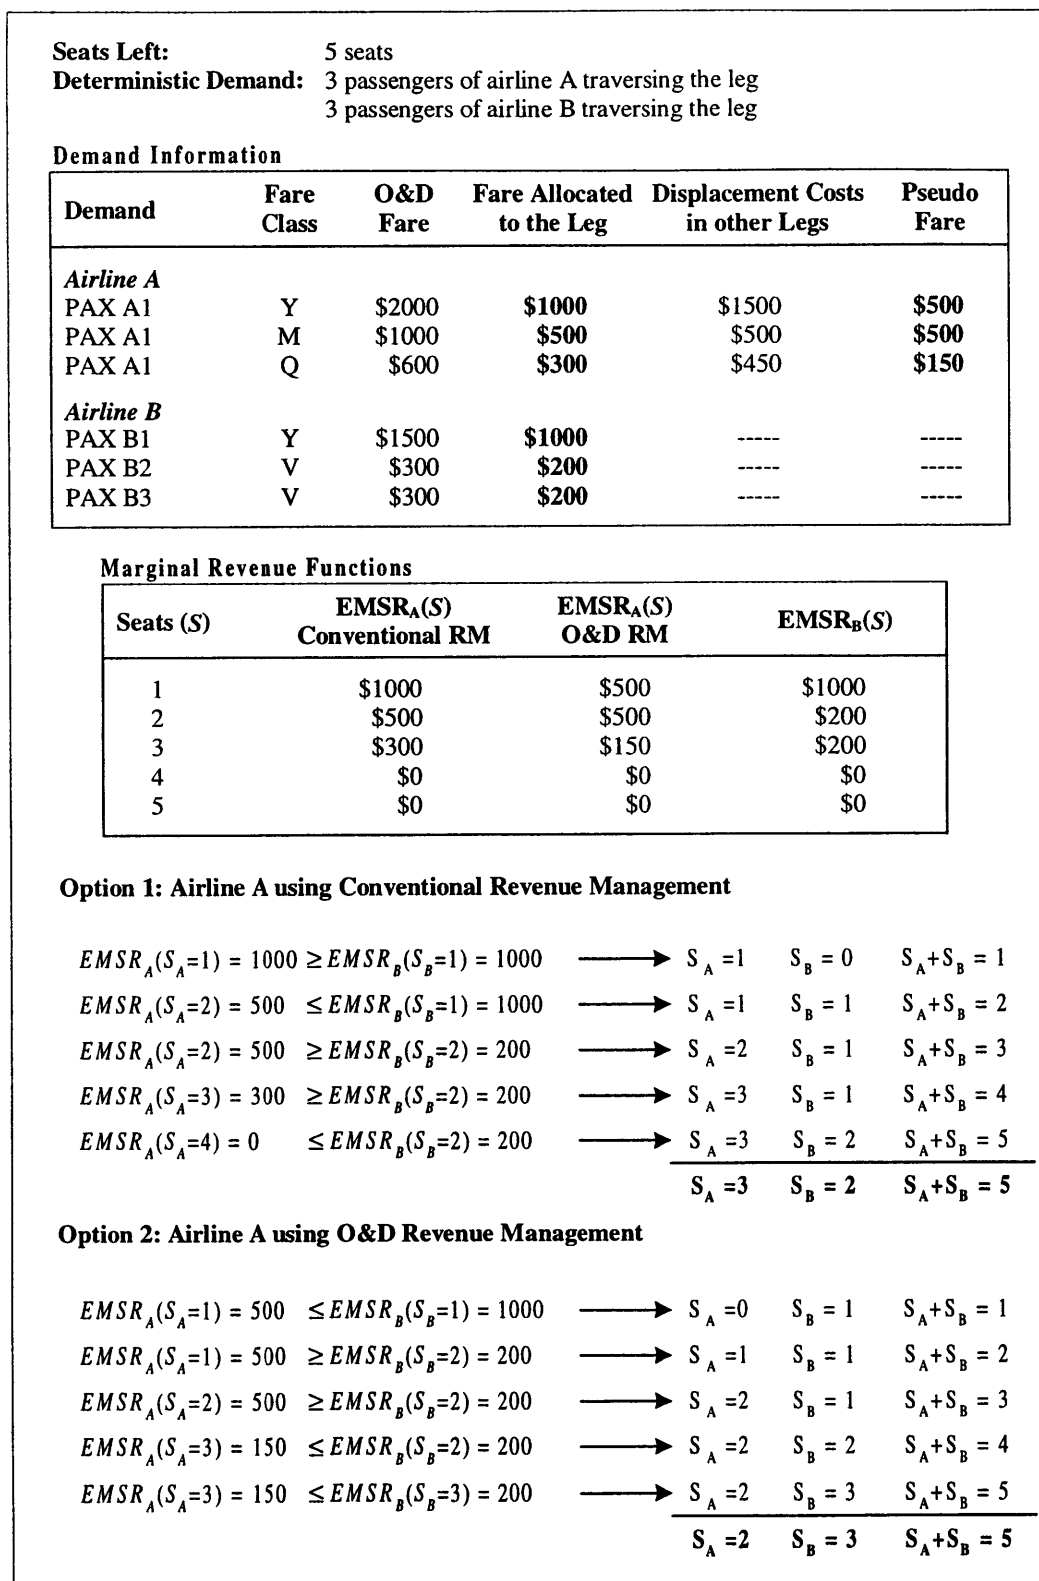 Seats Left: 5 seats
Deterministic Demand: 3 passengers of airline A traversing the leg
3 passengers of airline B traversing the leg
Demand Information
Demand Fare Class O&D Fare Fare Allocated to the Leg Displacement Costs in other Legs Pseudo Fare
Airline A
PAX A1 Y $2000 $1000 $1500 $500
PAX A1 M $1000 $500 $500 $500
PAX A1 Q $600 $300 $450 $150
Airline B
PAX B1 Y $1500 $1000 ----- -----
PAX B2 V $300 $200 ----- -----
PAX B3 V $300 $200 ----- -----
Marginal Revenue Functions
Seats (S) EMSR_A(S) Conventional RM EMSR_A(S) O&D RM EMSR_B(S)
1 $1000 $500 $1000
2 $500 $500 $200
3 $300 $150 $200
4 $0 $0 $0
5 $0 $0 $0
Option 1: Airline A using Conventional Revenue Management
EMSR_A(S_A=1) = 1000 ≥ EMSR_B(S_B=1) = 1000 → S_A =1 S_B = 0 S_A+S_B = 1
EMSR_A(S_A=2) = 500 ≤ EMSR_B(S_B=1) = 1000 → S_A =1 S_B = 1 S_A+S_B = 2
EMSR_A(S_A=2) = 500 ≥ EMSR_B(S_B=2) = 200 → S_A =2 S_B = 1 S_A+S_B = 3
EMSR_A(S_A=3) = 300 ≥ EMSR_B(S_B=2) = 200 → S_A =3 S_B = 1 S_A+S_B = 4
EMSR_A(S_A=4) = 0 ≤ EMSR_B(S_B=2) = 200 → S_A =3 S_B = 2 S_A+S_B = 5
S_A =3 S_B = 2 S_A+S_B = 5
Option 2: Airline A using O&D Revenue Management
EMSR_A(S_A=1) = 500 ≤ EMSR_B(S_B=1) = 1000 → S_A =0 S_B = 1 S_A+S_B = 1
EMSR_A(S_A=1) = 500 ≥ EMSR_B(S_B=2) = 200 → S_A =1 S_B = 1 S_A+S_B = 2
EMSR_A(S_A=2) = 500 ≥ EMSR_B(S_B=2) = 200 → S_A =2 S_B = 1 S_A+S_B = 3
EMSR_A(S_A=3) = 150 ≤ EMSR_B(S_B=2) = 200 → S_A =2 S_B = 2 S_A+S_B = 4
EMSR_A(S_A=3) = 150 ≤ EMSR_B(S_B=3) = 200 → S_A =2 S_B = 3 S_A+S_B = 5
S_A =2 S_B = 3 S_A+S_B = 5